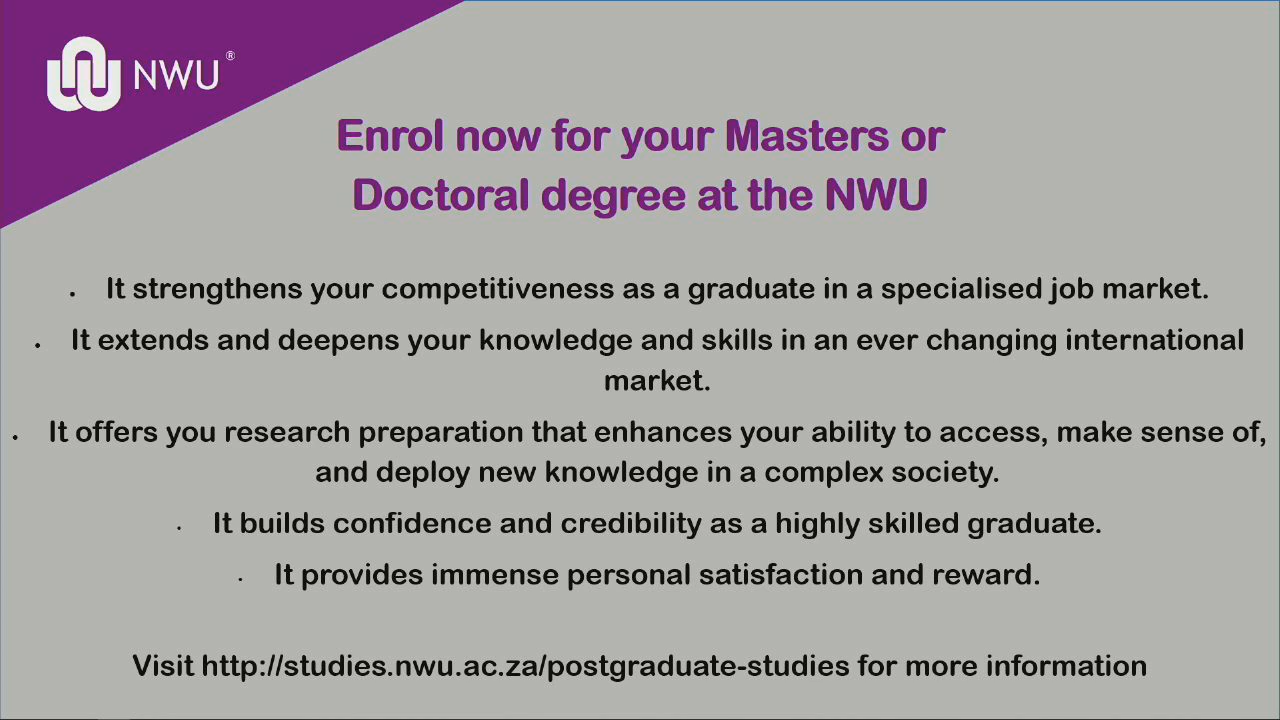 NWU®
Enrol now for your Masters or
Doctoral degree at the NWU
• It strengthens your competitiveness as a graduate in a specialised job market.
• It extends and deepens your knowledge and skills in an ever changing international
market.
• It offers you research preparation that enhances your ability to access, make sense of,
and deploy new knowledge in a complex society.
• It builds confidence and credibility as a highly skilled graduate.
• It provides immense personal satisfaction and reward.
Visit http://studies.nwu.ac.za/postgraduate-studies for more information